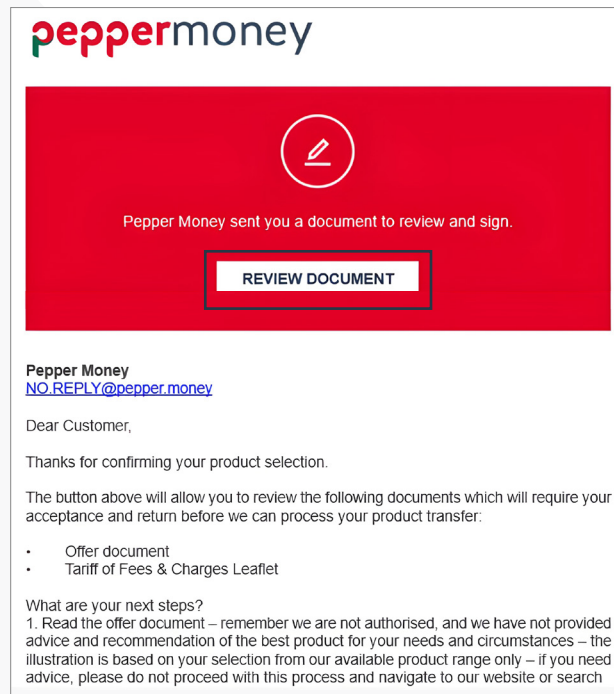 peppermoney
Pepper Money sent you a document to review and sign.
REVIEW DOCUMENT
Pepper Money
NO.REPLY@pepper.money
Dear Customer,
Thanks for confirming your product selection.
The button above will allow you to review the following documents which will require your
acceptance and return before we can process your product transfer:
• Offer document
• Tariff of Fees & Charges Leaflet
What are your next steps?
1. Read the offer document – remember we are not authorised, and we have not provided
advice and recommendation of the best product for your needs and circumstances – the
illustration is based on your selection from our available product range only – if you need
advice, please do not proceed with this process and navigate to our website or search